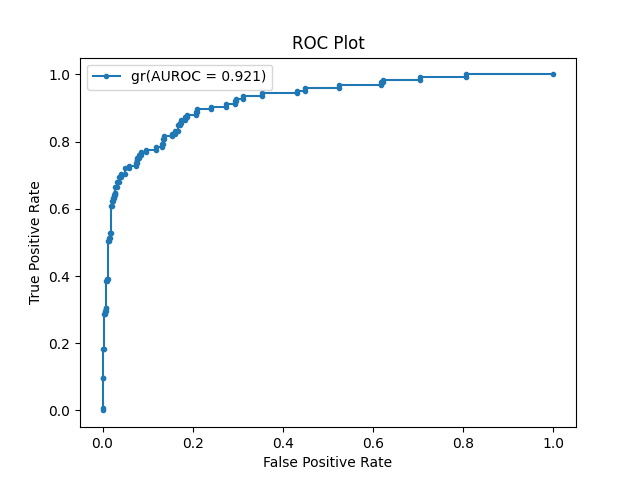 ROC Plot
gr(AUROC = 0.921)
1.0
0.8
0.6
0.4
0.2
0.0
True Positive Rate
0.0 0.2 0.4 0.6 0.8 1.0
False Positive Rate